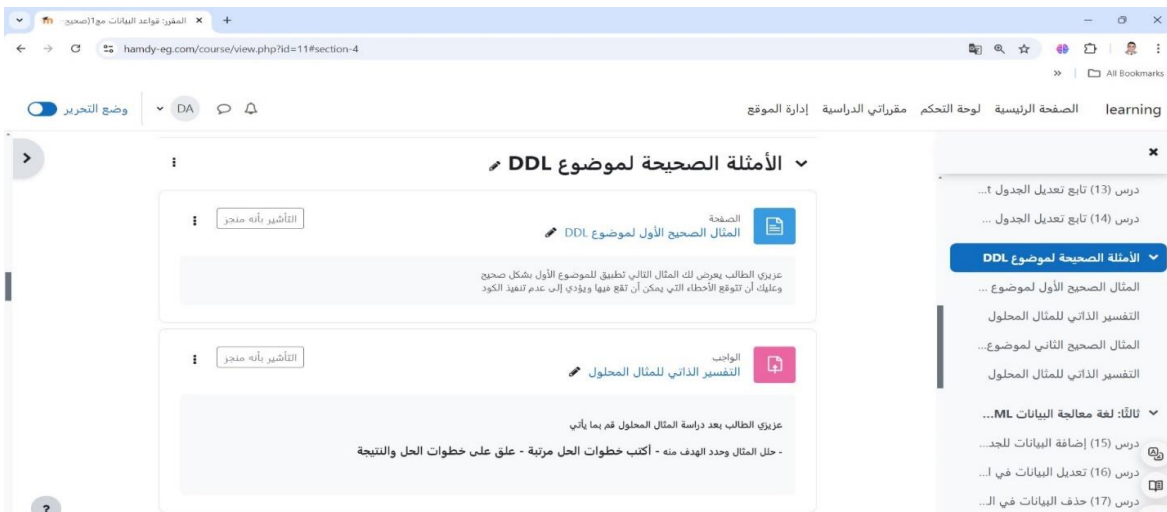 المقرر: قواعد البيانات مج1(صحيح
hamdy-eg.com/course/view.php?id=11#section-4
All Bookmarks
learning
الصفحة الرئيسية
لوحة التحكم
مقرراتي الدراسية
إدارة الموقع
DA
وضع التحرير
درس (13) تابع تعديل الجدول t...
درس (14) تابع تعديل الجدول ...
الأمثلة الصحيحة لموضوع DDL
المثال الصحيح الأول لموضوع ...
التفسير الذاتي للمثال المحلول
المثال الصحيح الثاني لموضوع...
التفسير الذاتي للمثال المحلول
ثالثًا: لغة معالجة البيانات ML...
درس (15) إضافة البيانات للجد...
درس (16) تعديل البيانات في ا...
درس (17) حذف البيانات في الـ...
الأمثلة الصحيحة لموضوع DDL
الصفحة
المثال الصحيح الأول لموضوع DDL
التأشير بأنه منجز
عزيزي الطالب يعرض لك المثال التالي تطبيق للموضوع الأول بشكل صحيح
وعليك أن تتوقع الأخطاء التي يمكن أن تقع فيها ويؤدي إلى عدم تنفيذ الكود
الواجب
التفسير الذاتي للمثال المحلول
التأشير بأنه منجز
عزيزي الطالب بعد دراسة المثال المحلول قم بما يأتي
- حلل المثال وحدد الهدف منه - أكتب خطوات الحل مرتبة - علق على خطوات الحل والنتيجة
?